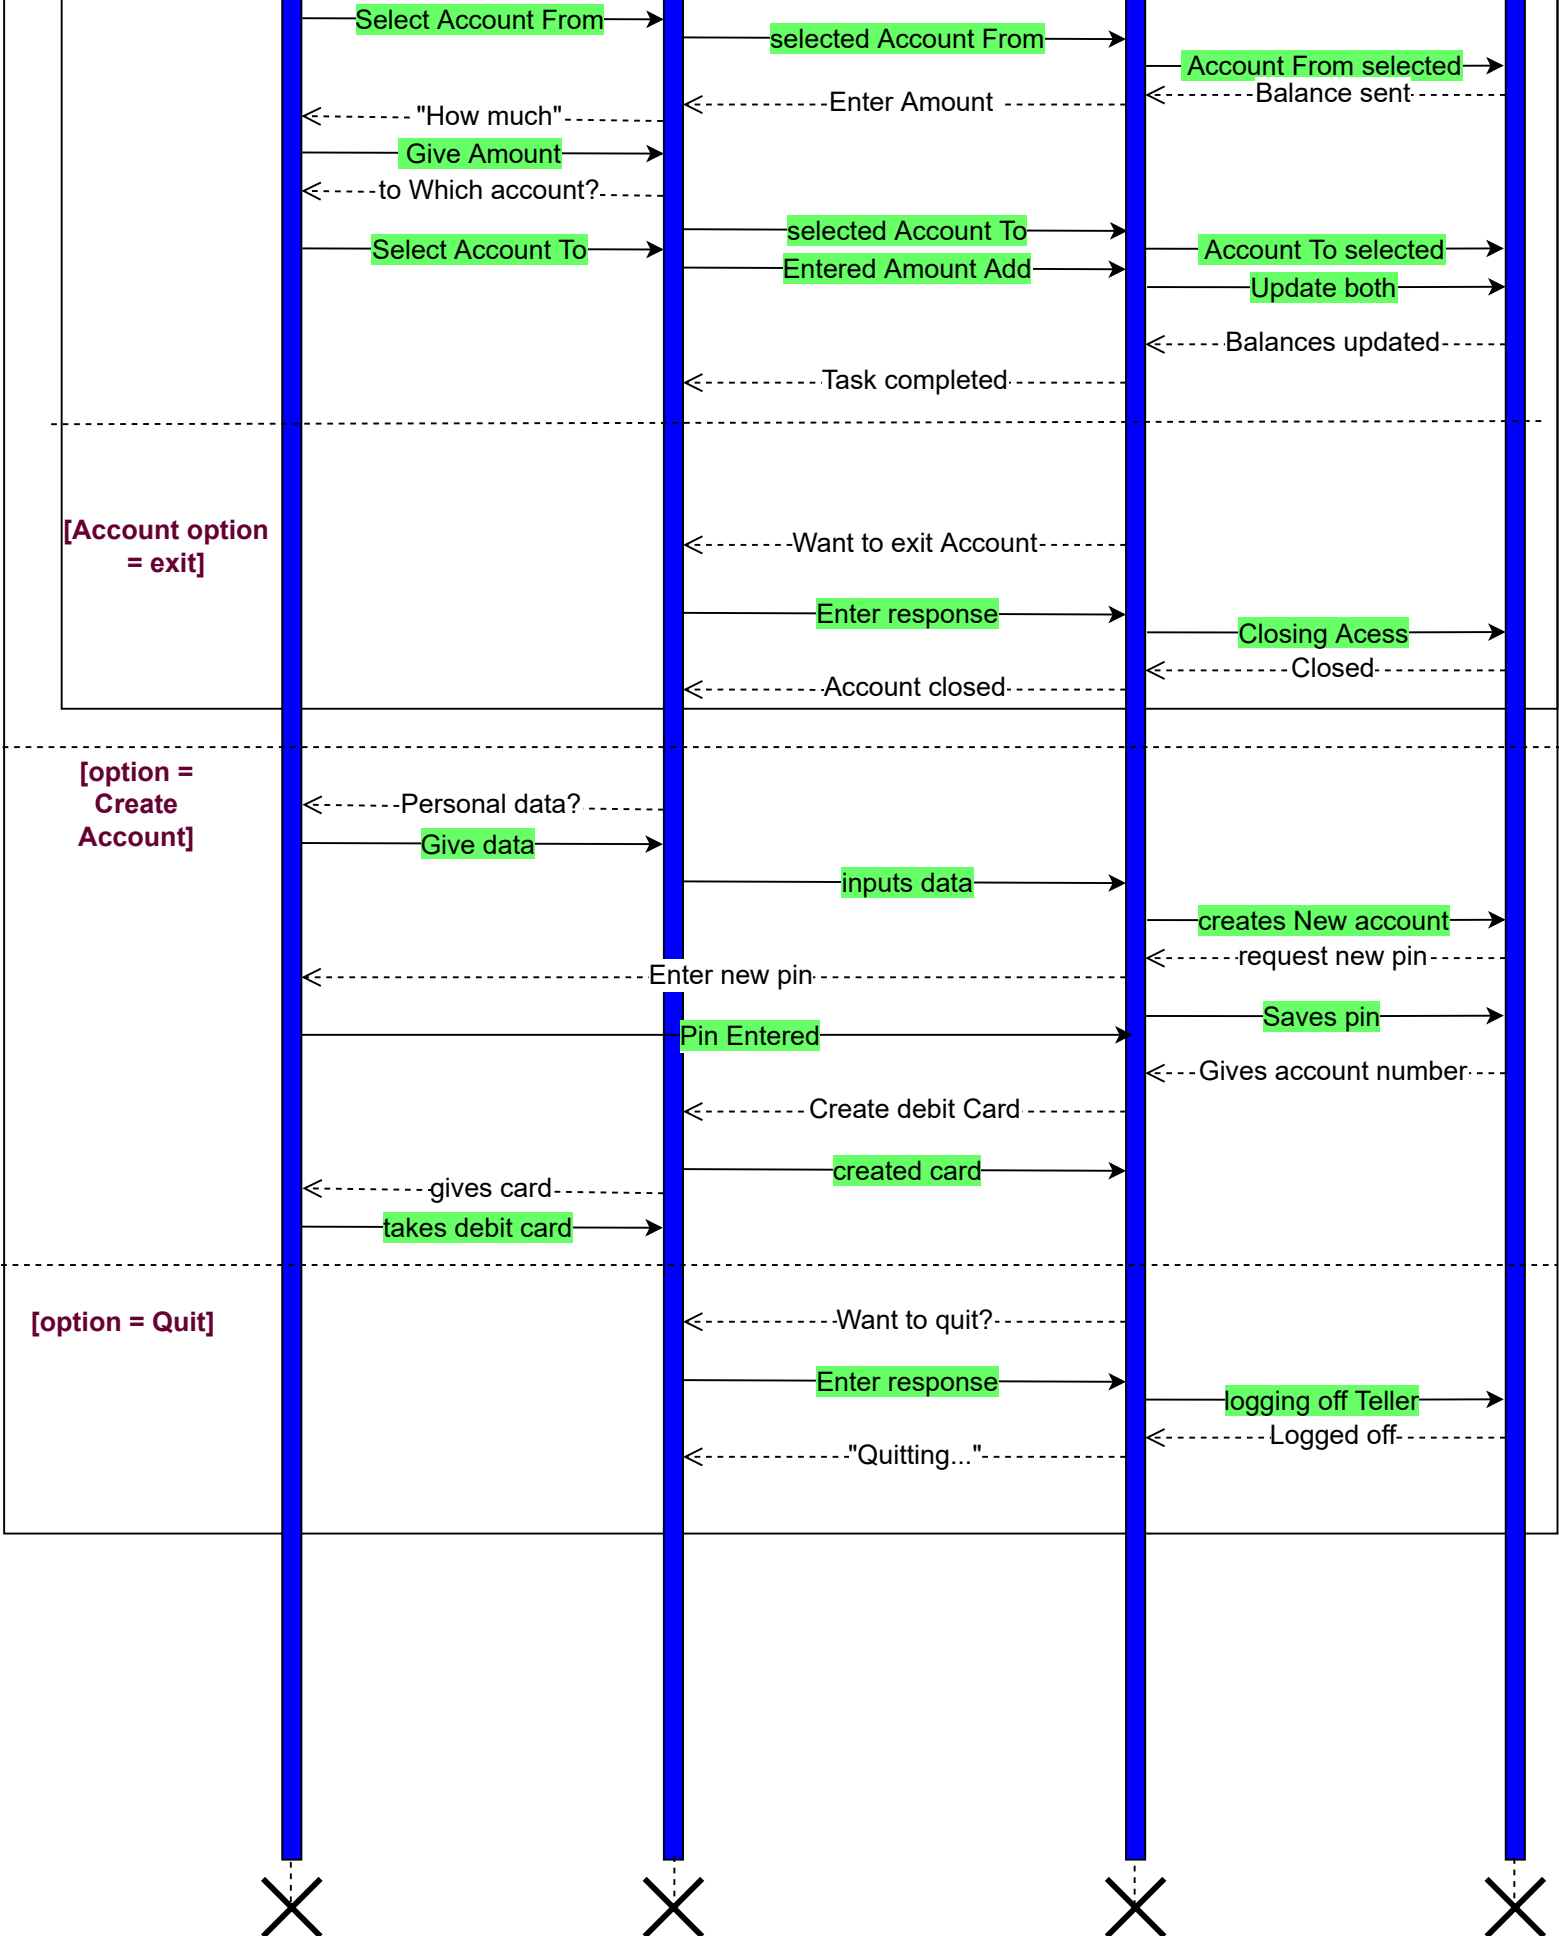 Select Account From
selected Account From
Account From selected
Balance sent
Enter Amount
"How much"
Give Amount
to Which account?
selected Account To
Select Account To
Account To selected
Entered Amount Add
Update both
Balances updated
Task completed
[Account option
= exit]
Want to exit Account
Enter response
Closing Acess
Closed
Account closed
[option =
Create
Account]
Personal data?
Give data
inputs data
creates New account
request new pin
Enter new pin
Saves pin
Pin Entered
Gives account number
Create debit Card
created card
gives card
takes debit card
[option = Quit]
Want to quit?
Enter response
logging off Teller
Logged off
"Quitting..."